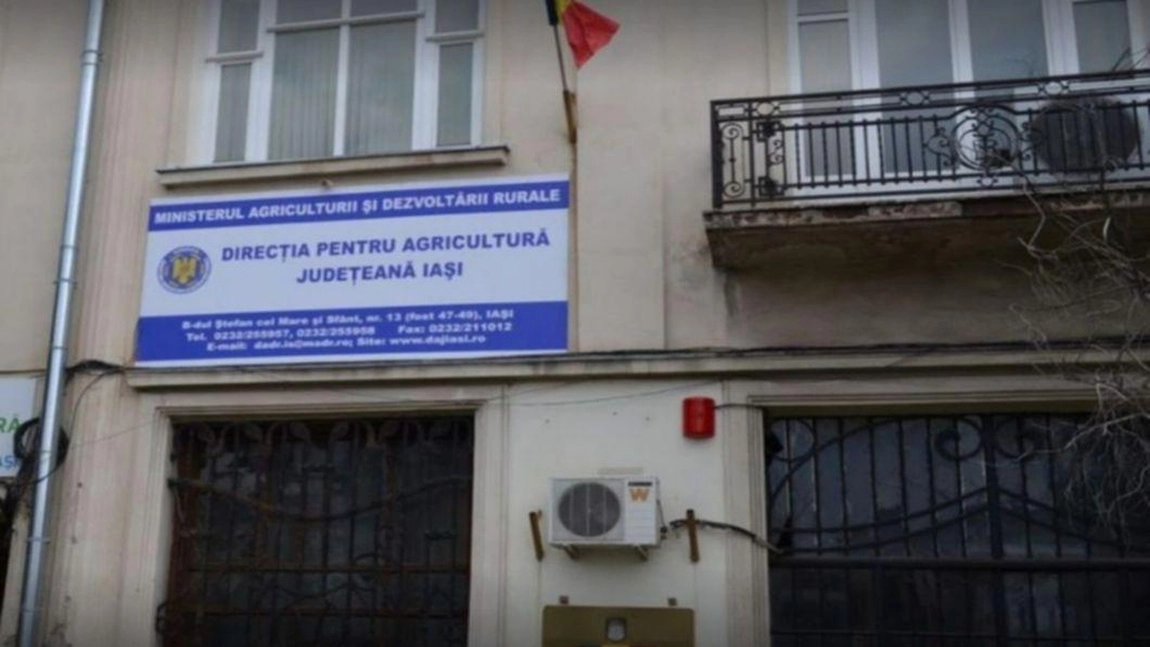 MINISTERUL AGRICULTURII ŞI DEZVOLTĂRII RURALE
DIRECŢIA PENTRU AGRICULTURĂ
JUDEŢEANĂ IAŞI
B-dul Ştefan cel Mare şi Sfânt, nr. 13 (fost 47-49), IAŞI
Tel. 0232/255957, 0232/255958 Fax: 0232/211012
E-mail: dadr.is@madr.ro; Site: www.dajiasi.ro
W